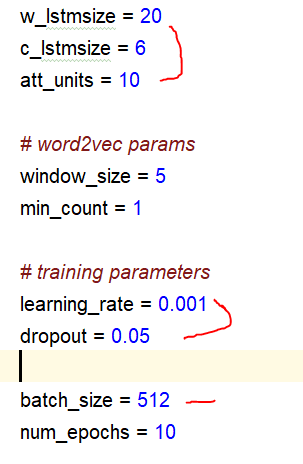 w_lstmsize = 20
c_lstmsize = 6
att_units = 10
# word2vec params
window_size = 5
min_count = 1
# training parameters
learning_rate = 0.001
dropout = 0.05
batch_size = 512
num_epochs = 10